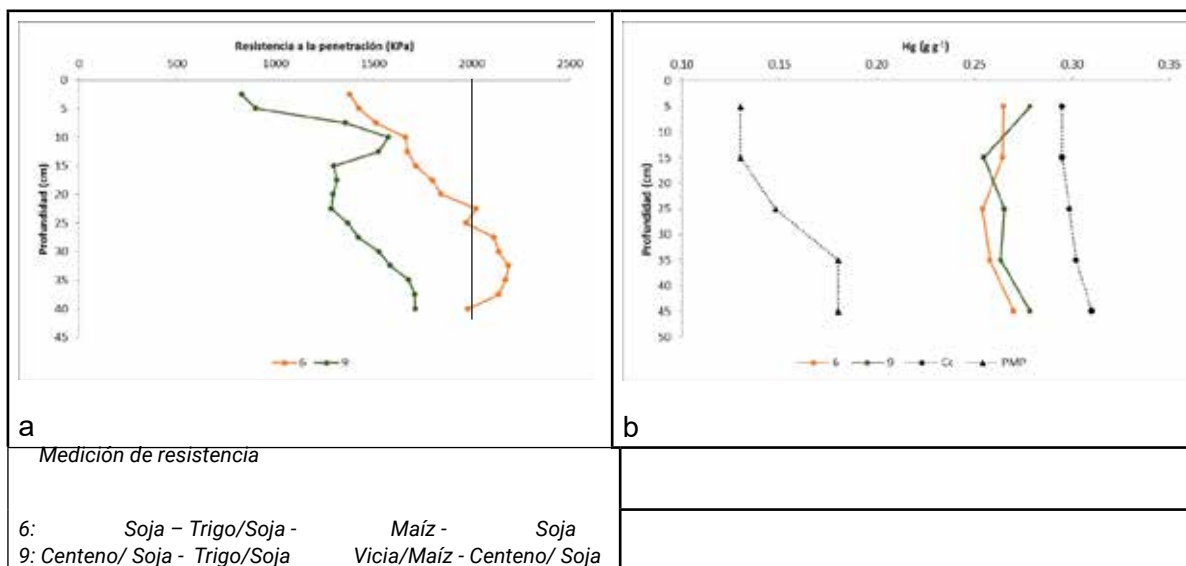 Resistencia a la penetración (KPa)
0 500 1000 1500 2000 2500
Profundidad (cm)
0
5
10
15
20
25
30
35
40
45
6 9
a
Hg (g g-1)
0.10 0.15 0.20 0.25 0.30 0.35
Profundidad (cm)
0
5
10
15
20
25
30
35
40
45
50
6 9 Cc PMP
b
Medición de resistencia
6: Soja – Trigo/Soja - Maíz - Soja
9: Centeno/ Soja - Trigo/Soja Vicia/Maíz - Centeno/ Soja